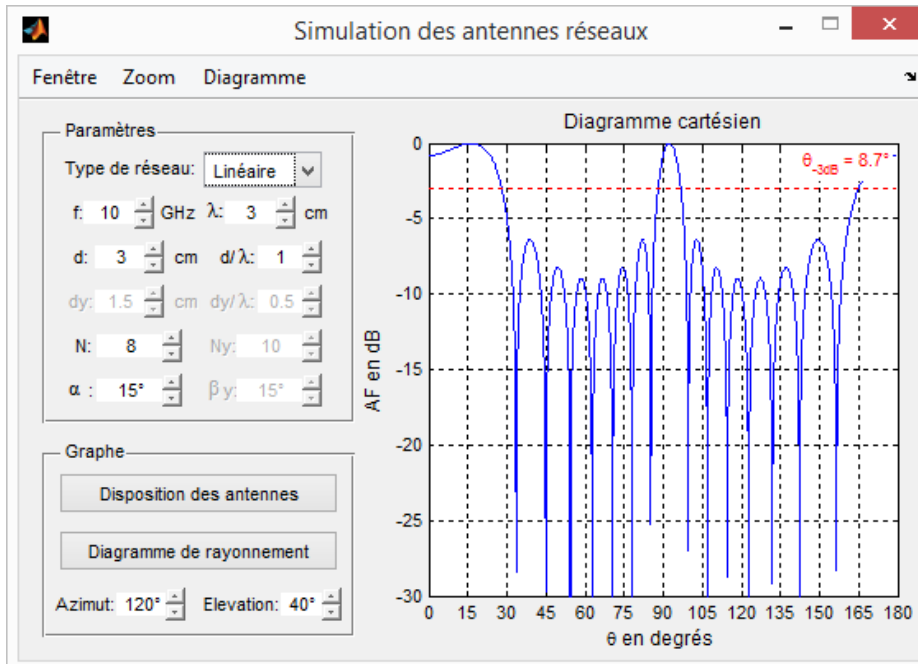 Simulation des antennes réseaux
Fenêtre Zoom Diagramme
Paramètres
Type de réseau: Linéaire
f: 10 GHz λ: 3 cm
d: 3 cm d/λ: 1
dy: 1.5 cm dy/λ: 0.5
N: 8 Ny: 10
α : 15° βy: 15°
Graphe
Disposition des antennes
Diagramme de rayonnement
Azimut: 120° Elevation: 40°
Diagramme cartésien
θ-3dB = 8.7°
AF en dB
0
-5
-10
-15
-20
-25
-30
0 15 30 45 60 75 90 105 120 135 150 165 180
θ en degrés